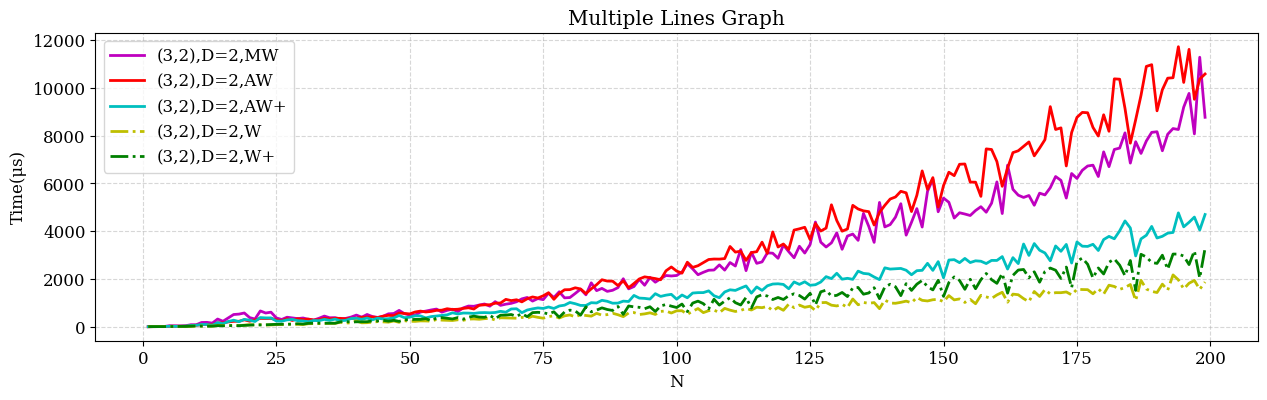 Multiple Lines Graph
12000
10000
8000
6000
4000
2000
0
Time(μs)
(3,2),D=2,MW
(3,2),D=2,AW
(3,2),D=2,AW+
(3,2),D=2,W
(3,2),D=2,W+
0 25 50 75 100 125 150 175 200
N